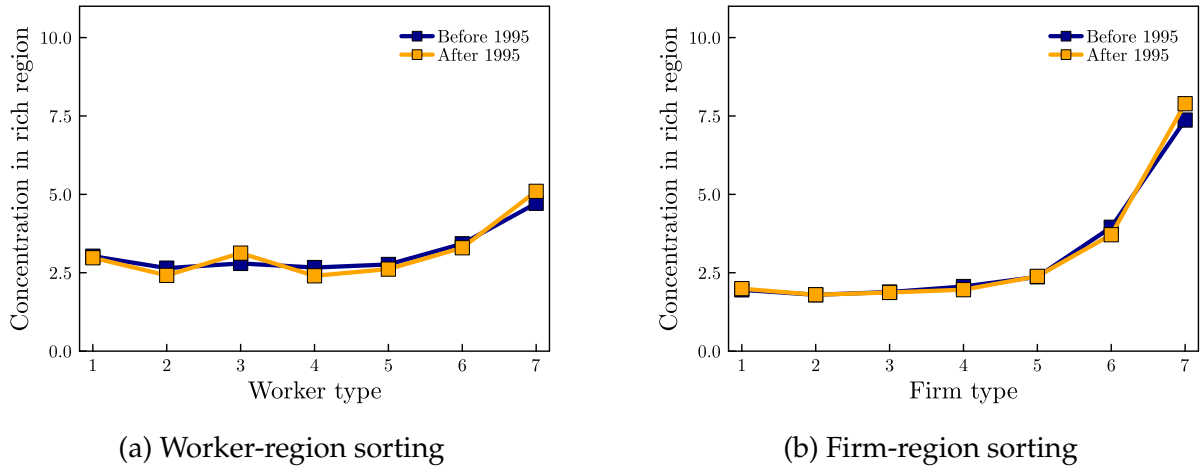 Concentration in rich region
10.0
7.5
5.0
2.5
0.0
Before 1995
After 1995
1 2 3 4 5 6 7
Worker type
(a) Worker-region sorting
Concentration in rich region
10.0
7.5
5.0
2.5
0.0
Before 1995
After 1995
1 2 3 4 5 6 7
Firm type
(b) Firm-region sorting